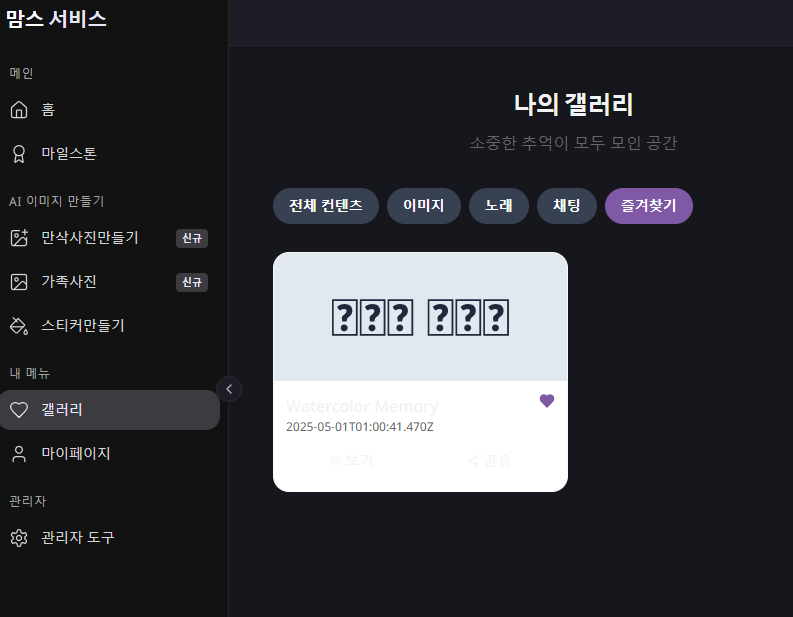 맘스 서비스
메인
홈
마일스톤
AI 이미지 만들기
만삭사진만들기 신규
가족사진 신규
스티커만들기
내 메뉴
갤러리
마이페이지
관리자
관리자 도구
나의 갤러리
소중한 추억이 모두 모인 공간
전체 컨텐츠 이미지 노래 채팅 즐겨찾기
Watercolor Memory
2025-05-01T01:00:41.470Z
보기 공유